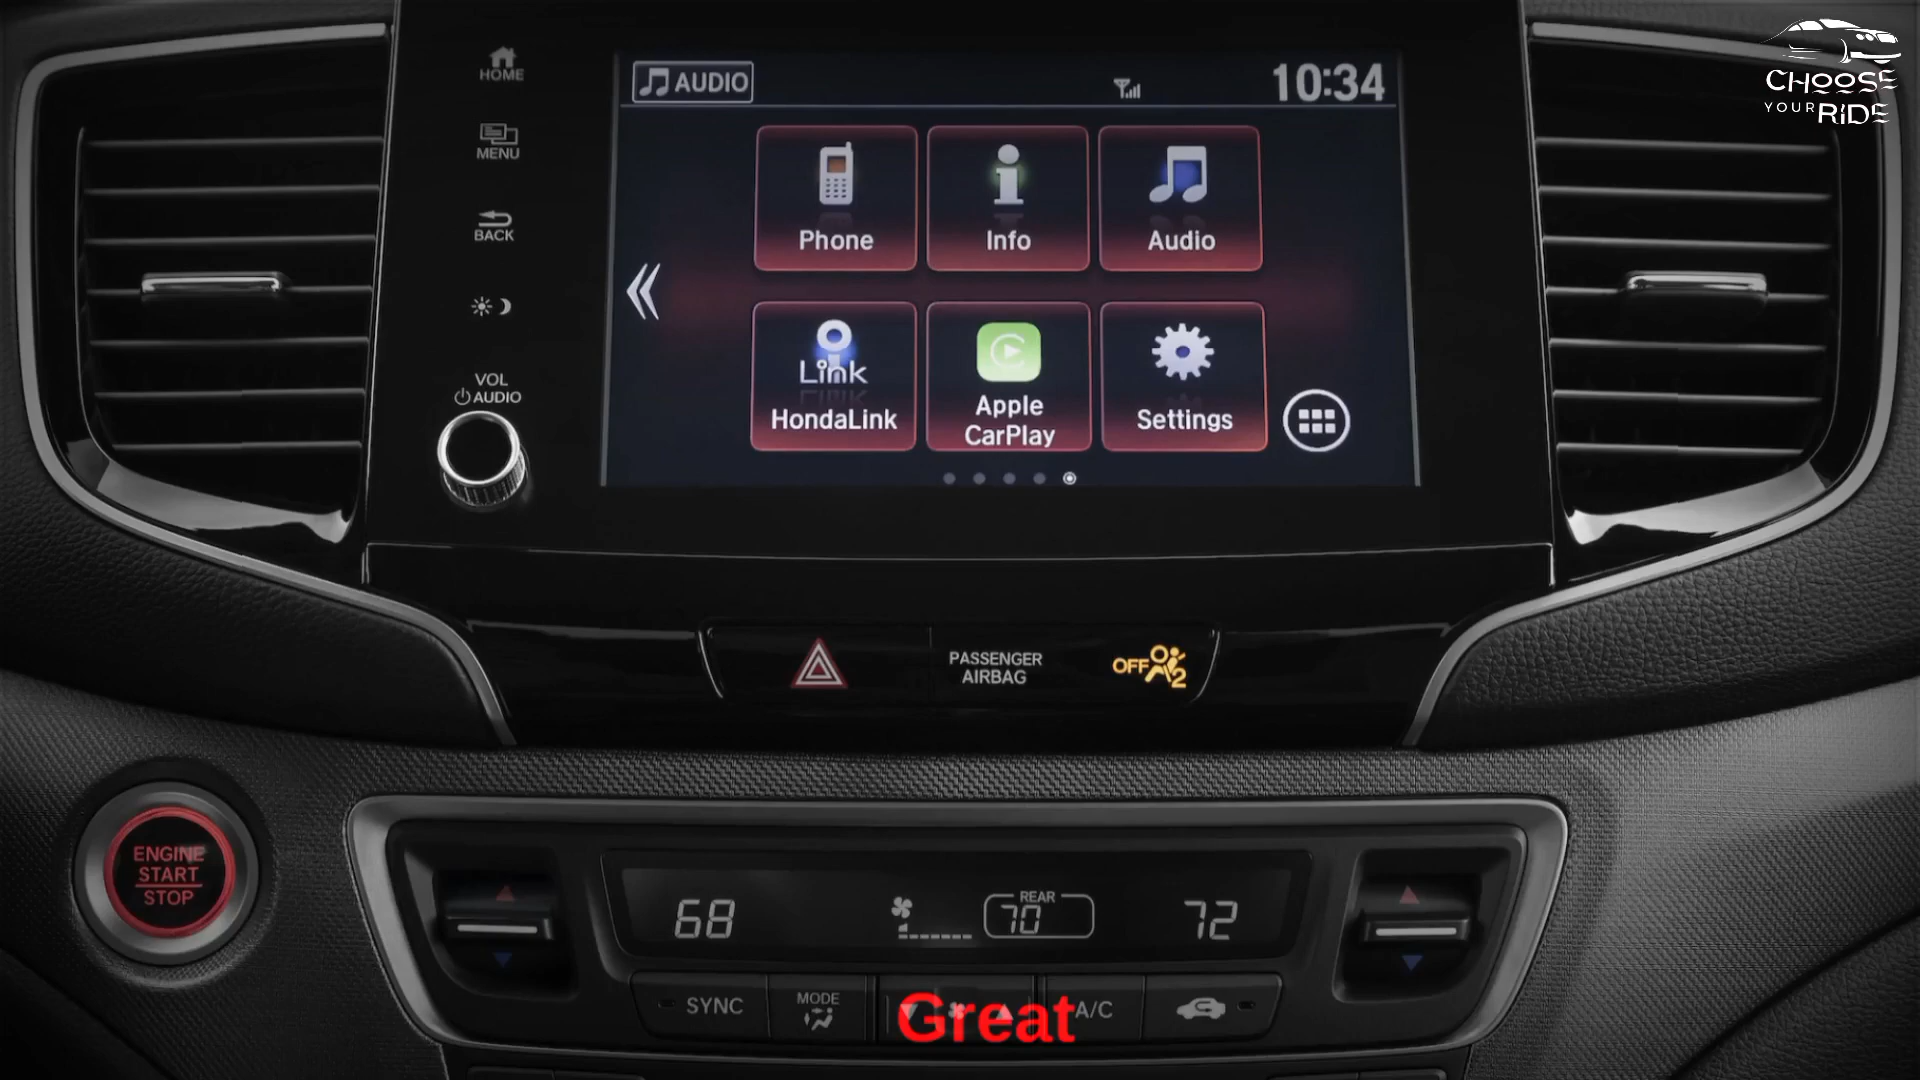 HOME
AUDIO
10:34
CHOOSE
YOUR RIDE
MENU
BACK
Phone
Info
Audio
Link
HondaLink
Apple
CarPlay
Settings
VOL
AUDIO
PASSENGER
AIRBAG
OFF
2
ENGINE
START
STOP
68
REAR
70
72
SYNC
MODE
A/C
Great